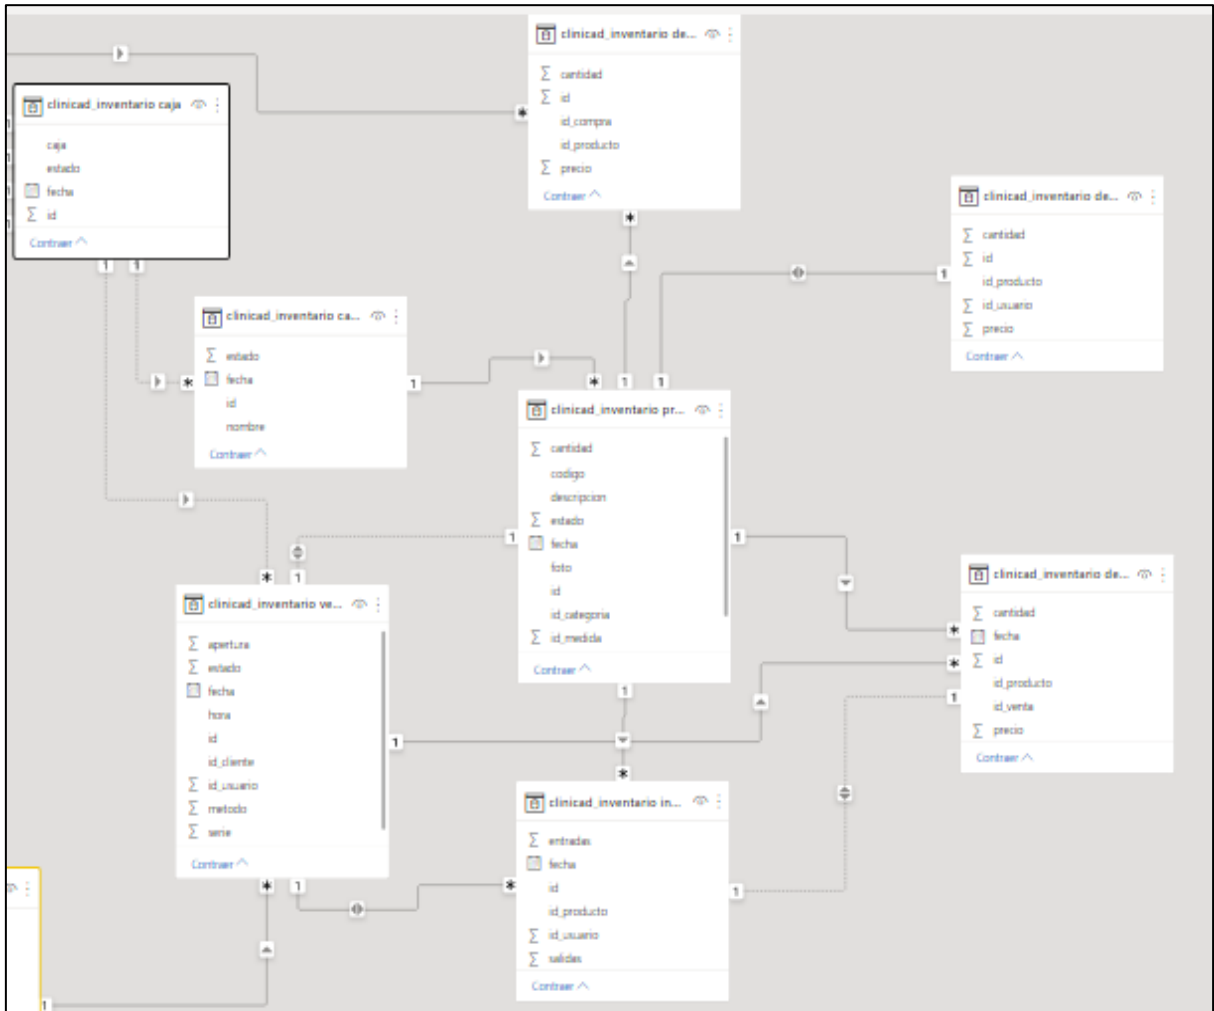 clinicad_inventario de...
cantidad
id
id_compra
id_producto
precio
Contraer
clinicad_inventario caja
caja
estado
fecha
id
Contraer
clinicad_inventario de...
cantidad
id
id_producto
id_usuario
precio
Contraer
clinicad_inventario ca...
estado
fecha
id
nombre
Contraer
clinicad_inventario pr...
cantidad
codigo
descripcion
estado
fecha
foto
id
id_categoria
id_medida
Contraer
clinicad_inventario ve...
apertura
estado
fecha
hora
id
id_cliente
id_usuario
metodo
serie
Contraer
clinicad_inventario de...
cantidad
fecha
id
id_producto
id_venta
precio
Contraer
clinicad_inventario in...
entradas
fecha
id
id_producto
id_usuario
salidas
Contraer